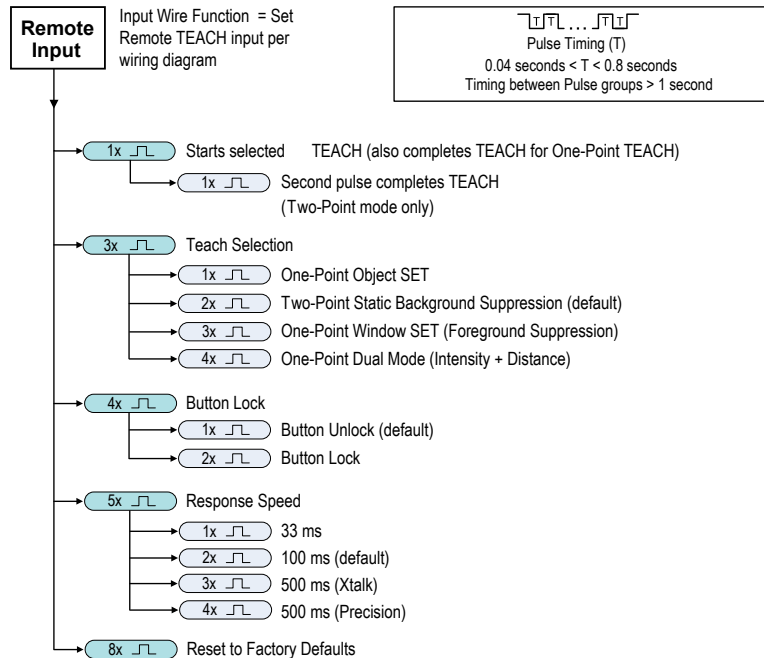 Remote
Input
Input Wire Function = Set
Remote TEACH input per
wiring diagram
T T ... T T
Pulse Timing (T)
0.04 seconds < T < 0.8 seconds
Timing between Pulse groups > 1 second
1x Starts selected TEACH (also completes TEACH for One-Point TEACH)
1x Second pulse completes TEACH
(Two-Point mode only)
3x Teach Selection
1x One-Point Object SET
2x Two-Point Static Background Suppression (default)
3x One-Point Window SET (Foreground Suppression)
4x One-Point Dual Mode (Intensity + Distance)
4x Button Lock
1x Button Unlock (default)
2x Button Lock
5x Response Speed
1x 33 ms
2x 100 ms (default)
3x 500 ms (Xtalk)
4x 500 ms (Precision)
8x Reset to Factory Defaults